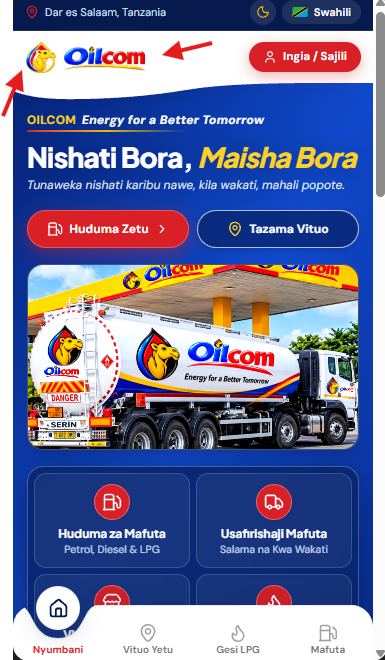 Dar es Salaam, Tanzania
Swahili
Oilcom
Ingia / Sajili
OILCOM Energy for a Better Tomorrow
Nishati Bora, Maisha Bora
Tunaweka nishati karibu nawe, kila wakati, mahali popote.
Huduma Zetu
Tazama Vituo
Oilcom
Oilcom
Oilcom
Oilcom
Energy for a Better Tomorrow
DANGER
SERIN
Huduma za Mafuta
Petrol, Diesel & LPG
Usafirishaji Mafuta
Salama na Kwa Wakati
Nyumbani
Vituo Yetu
Gesi LPG
Mafuta